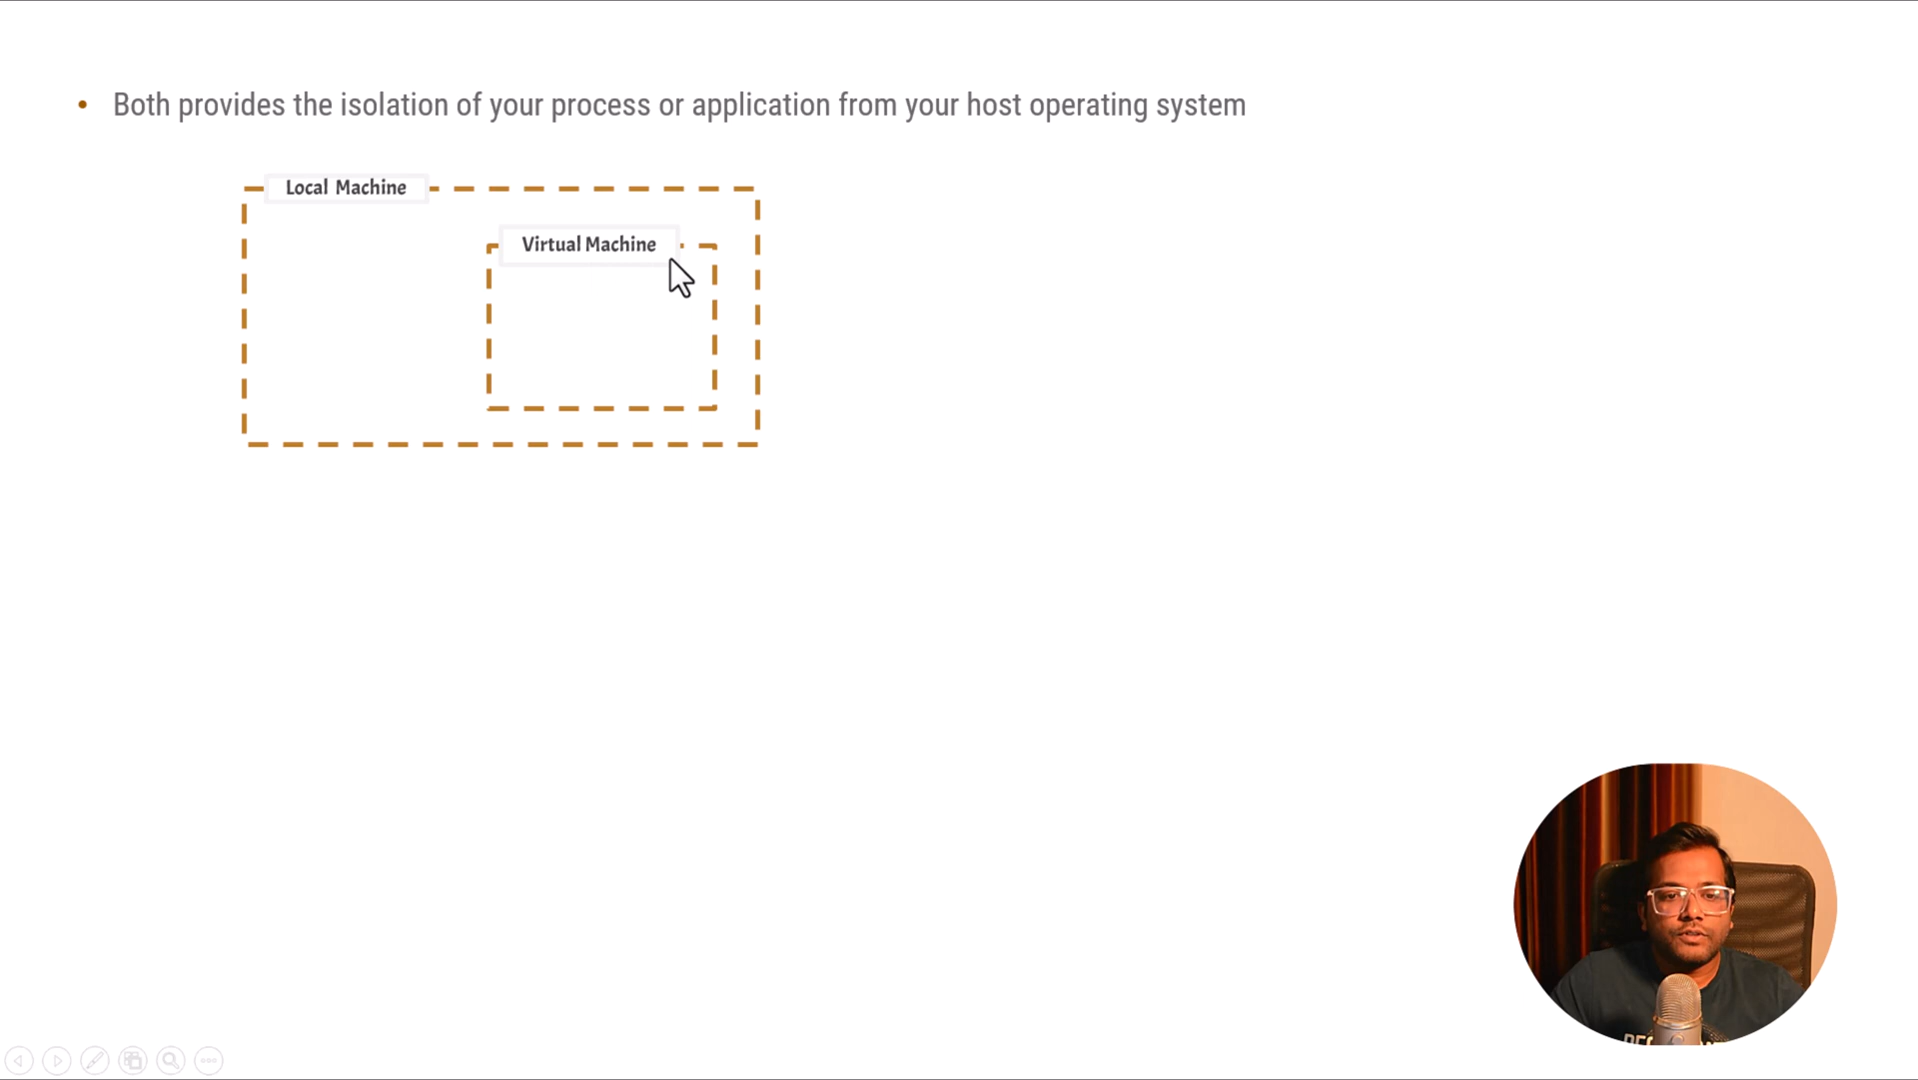 Both provides the isolation of your process or application from your host operating system
Local Machine
Virtual Machine